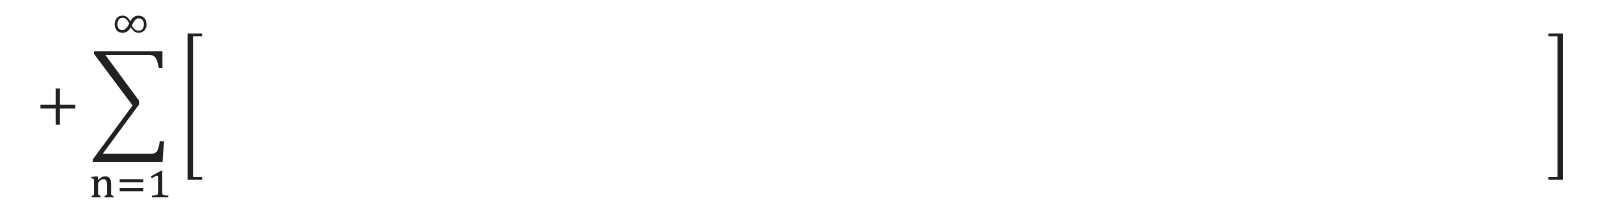 + ∑_{n=1}^{∞} [ ]